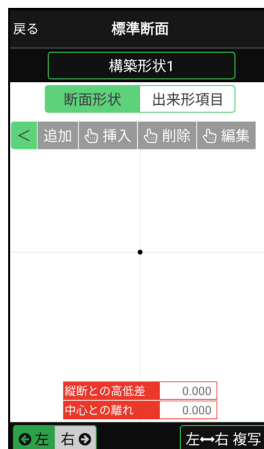 戻る 標準断面
構築形状1
断面形状 出来形項目
< 追加 挿入 削除 編集
縦断との高低差 0.000
中心との離れ 0.000
左 右 左↔右 複写